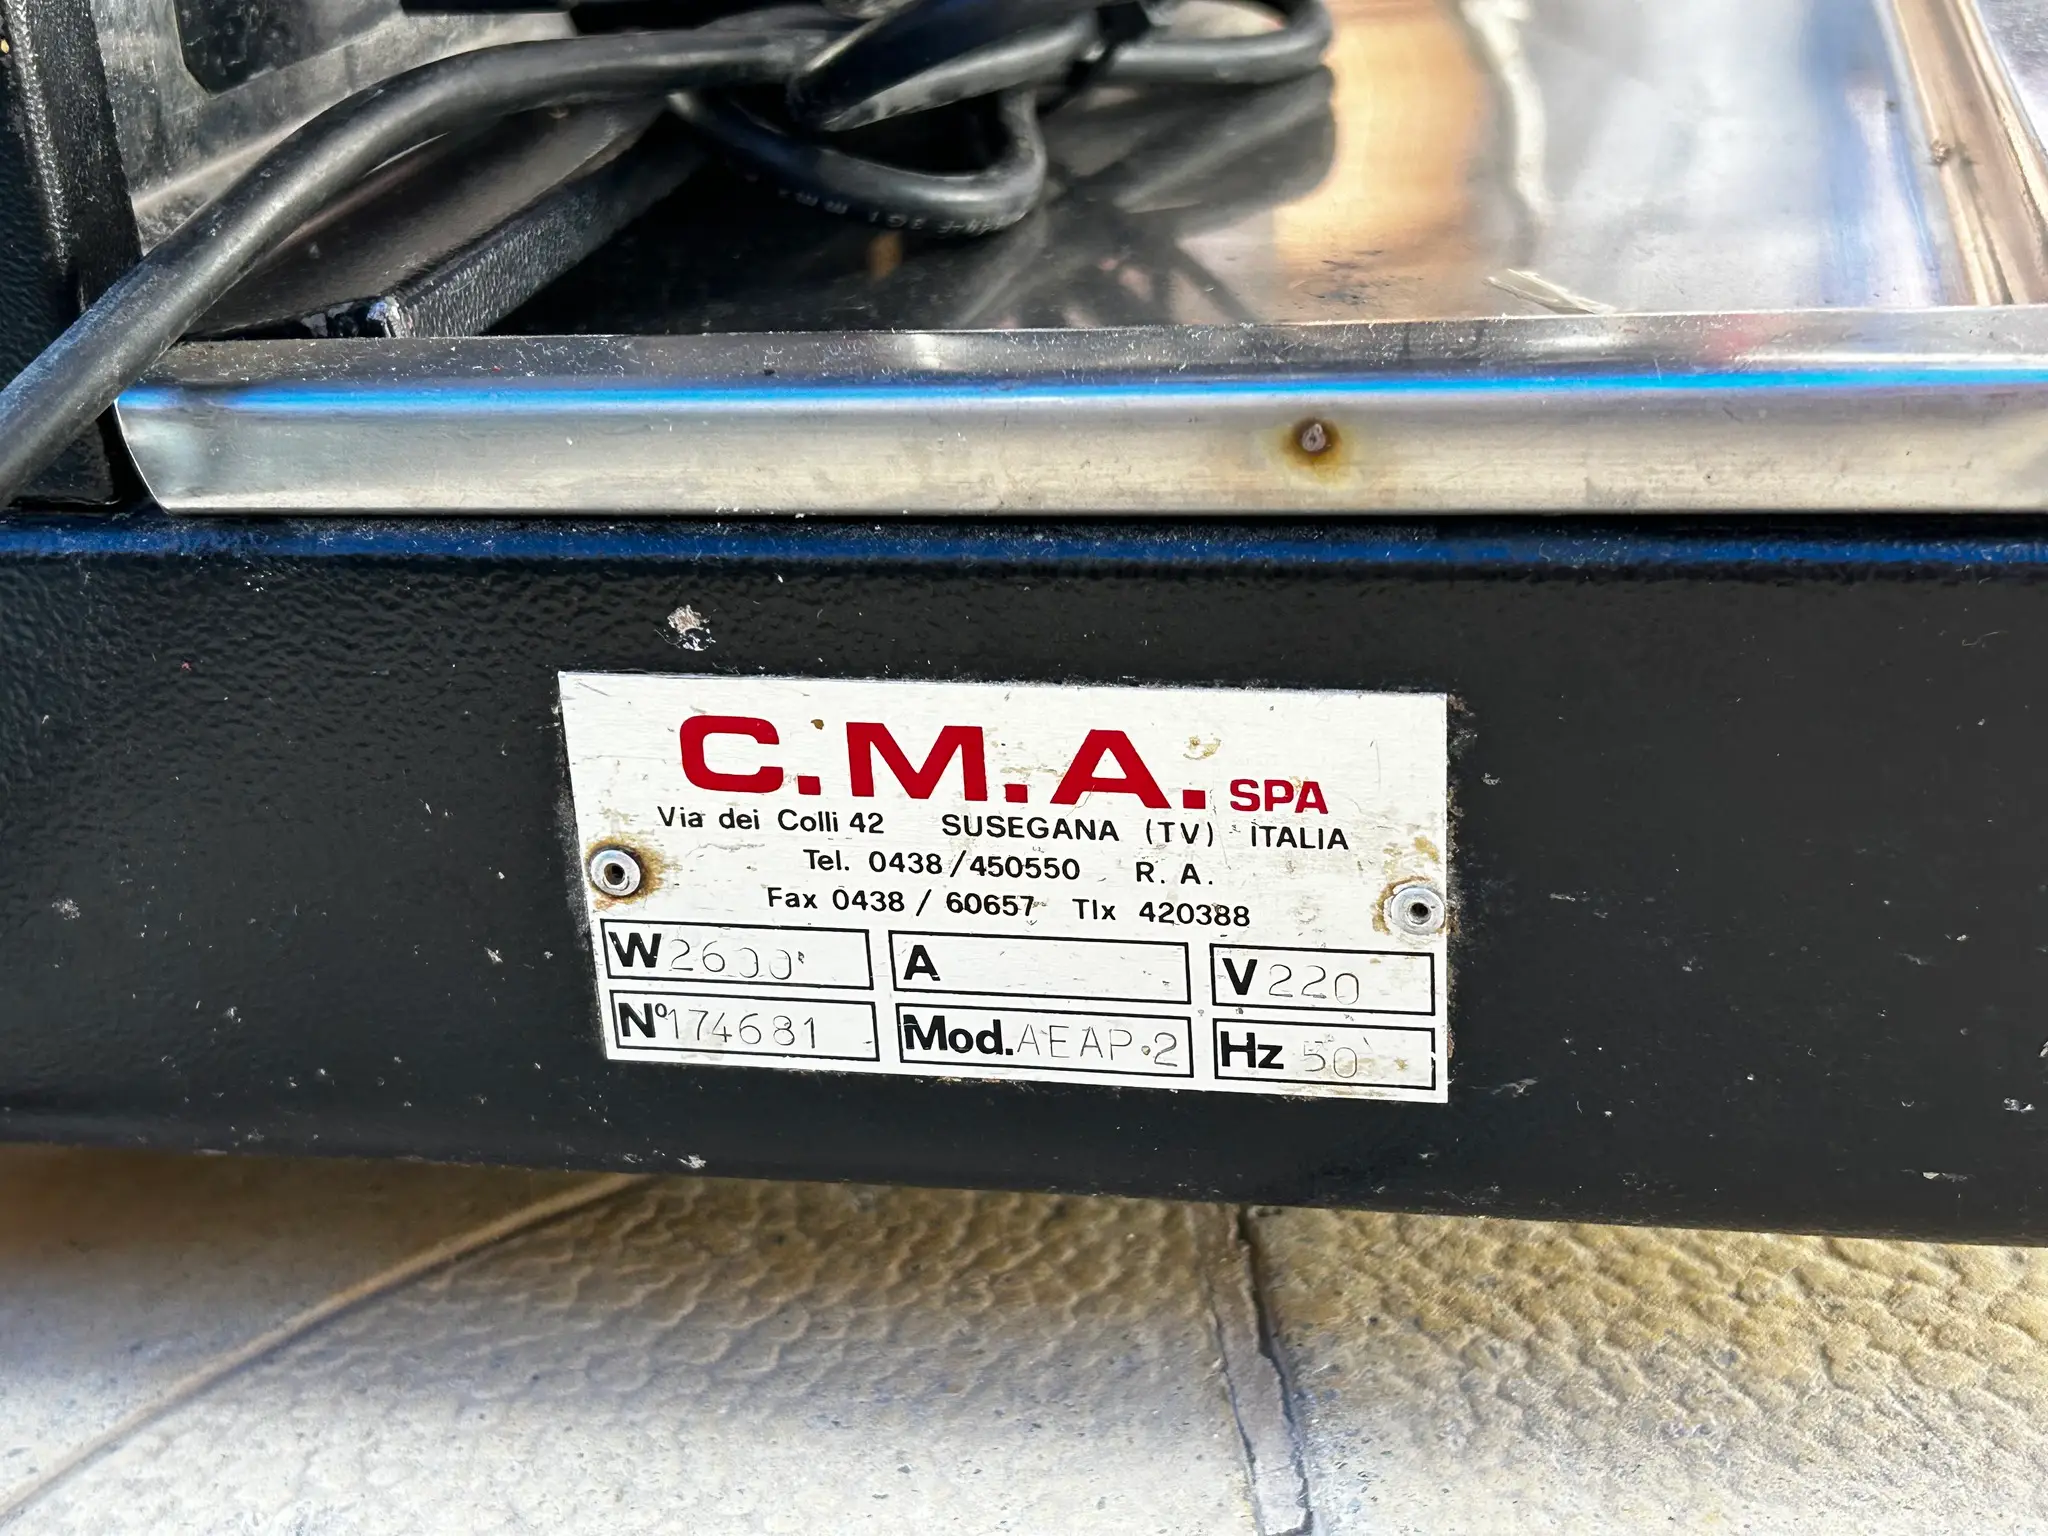 C.M.A. SPA
Via dei Colli 42 SUSEGANA (TV) ITALIA
Tel. 0438/450550 R. A.
Fax 0438 / 60657 Tlx 420388
W 2600 A V 220
Nº 174681 Mod. AEAP.2 Hz 50